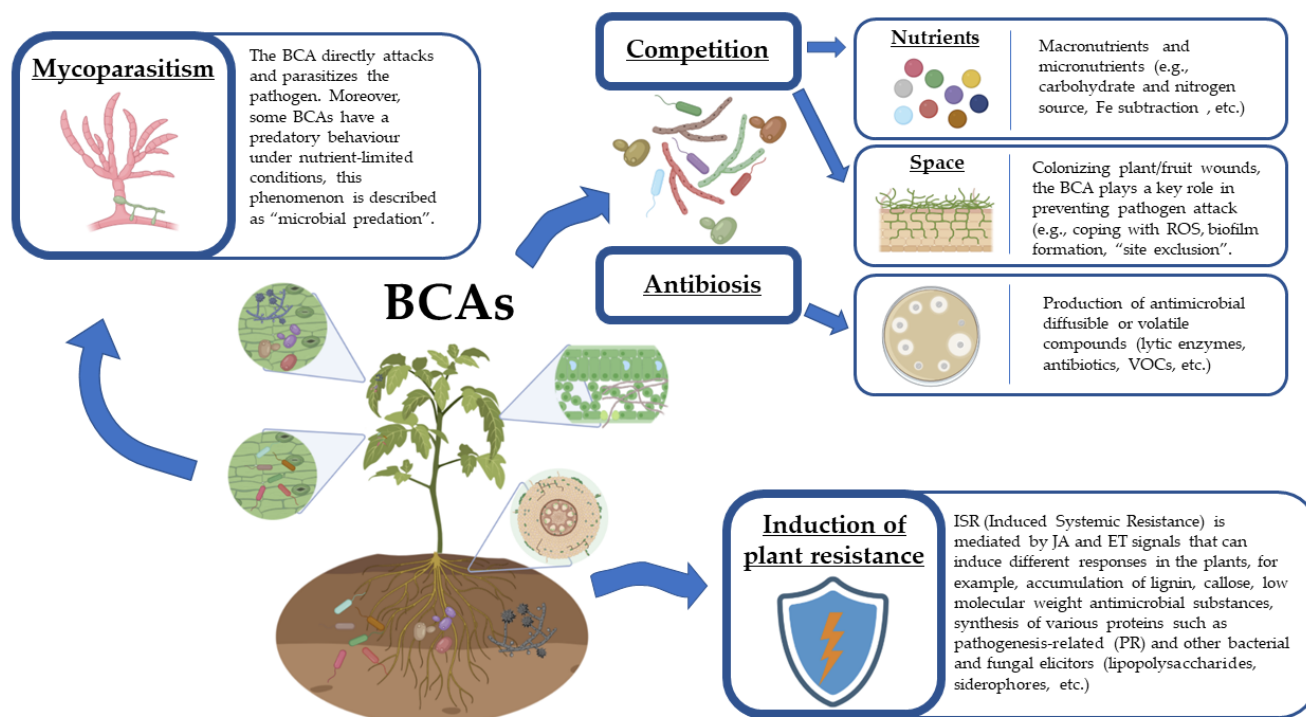 Mycoparasitism
The BCA directly attacks
and parasitizes the
pathogen. Moreover,
some BCAs have a
predatory behaviour
under nutrient-limited
conditions, this
phenomenon is described
as “microbial predation”.
Competition
Nutrients
Macronutrients and
micronutrients (e.g.,
carbohydrate and nitrogen
source, Fe subtraction , etc.)
Space
Colonizing plant/fruit wounds,
the BCA plays a key role in
preventing pathogen attack
(e.g., coping with ROS, biofilm
formation, “site exclusion”.
Antibiosis
Production of antimicrobial
diffusible or volatile
compounds (lytic enzymes,
antibiotics, VOCs, etc.)
BCAs
Induction of
plant resistance
ISR (Induced Systemic Resistance) is
mediated by JA and ET signals that can
induce different responses in the plants, for
example, accumulation of lignin, callose, low
molecular weight antimicrobial substances,
synthesis of various proteins such as
pathogenesis-related (PR) and other bacterial
and fungal elicitors (lipopolysaccharides,
siderophores, etc.)